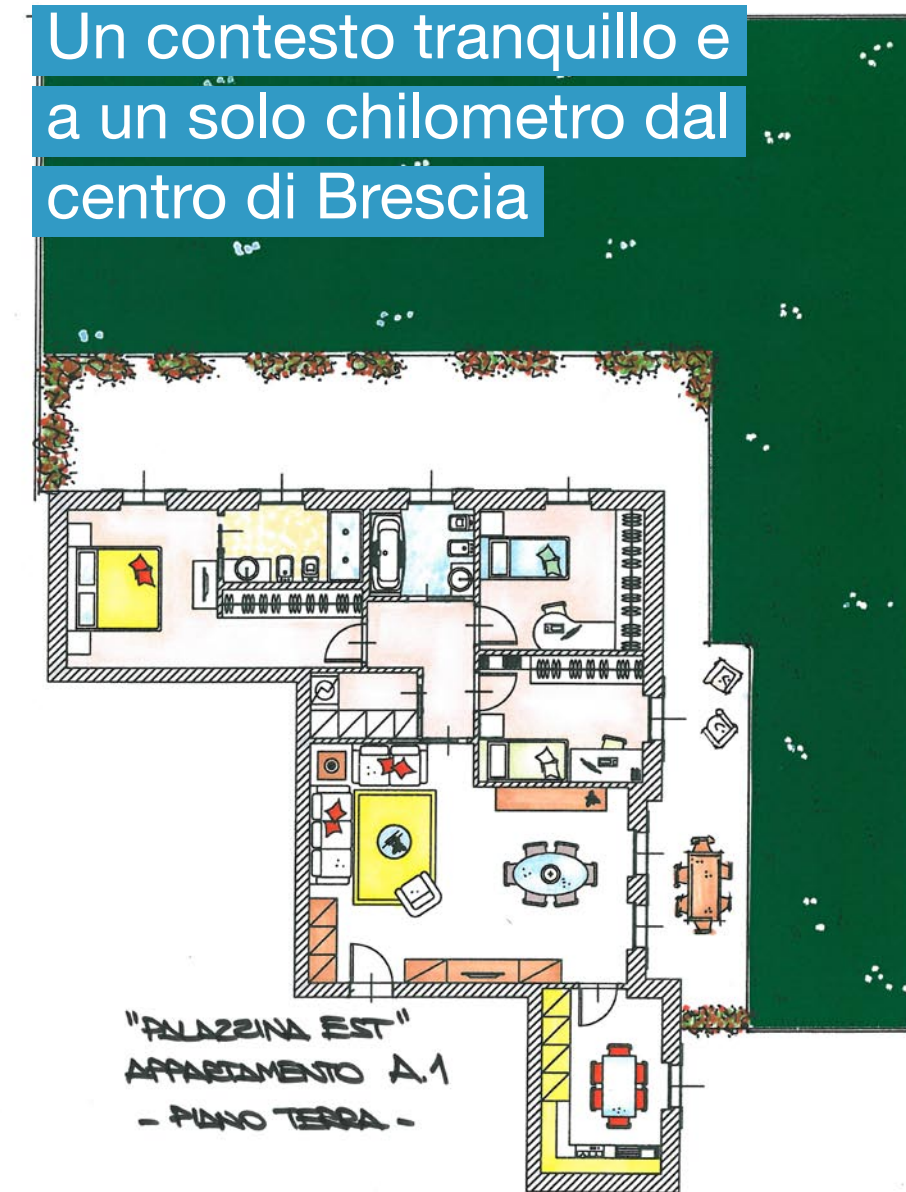 Un contesto tranquillo e
a un solo chilometro dal
centro di Brescia
"PALAZZINA EST"
APPARTAMENTO A.1
- PIANO TERRA -